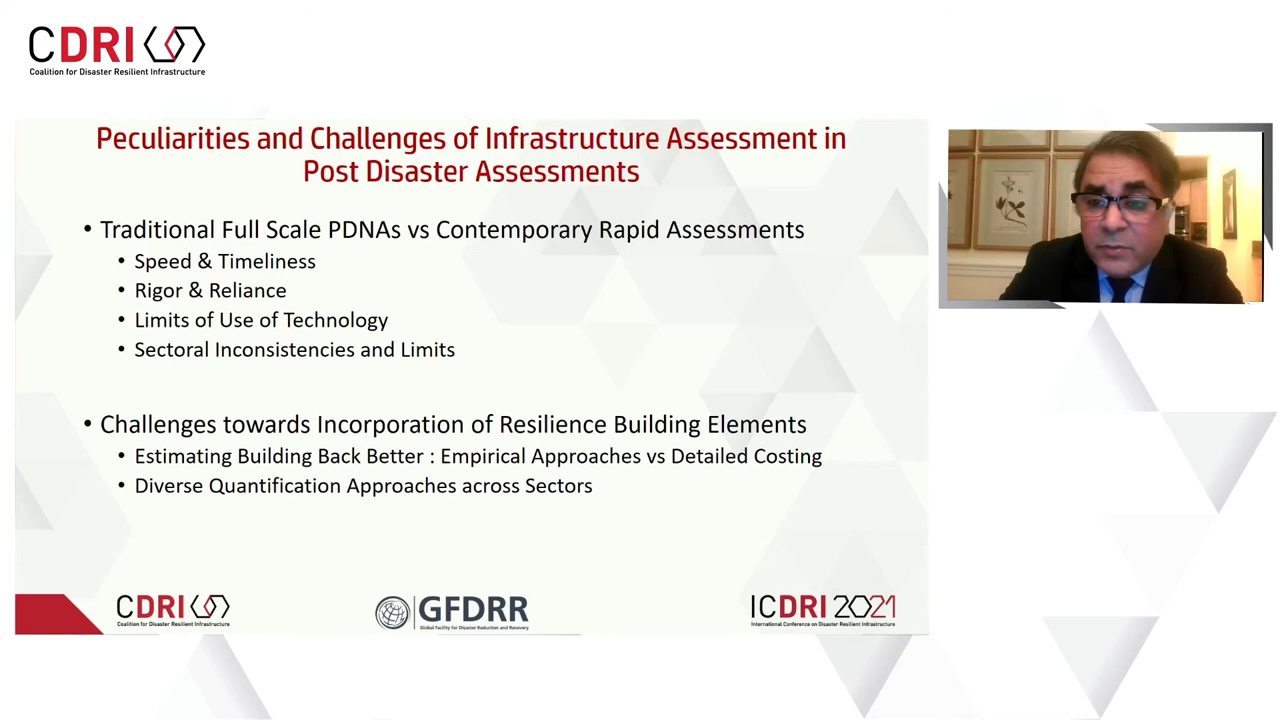 CDRI
Coalition for Disaster Resilient Infrastructure
Peculiarities and Challenges of Infrastructure Assessment in
Post Disaster Assessments
• Traditional Full Scale PDNAs vs Contemporary Rapid Assessments
• Speed & Timeliness
• Rigor & Reliance
• Limits of Use of Technology
• Sectoral Inconsistencies and Limits
• Challenges towards Incorporation of Resilience Building Elements
• Estimating Building Back Better : Empirical Approaches vs Detailed Costing
• Diverse Quantification Approaches across Sectors
CDRI
Coalition for Disaster Resilient Infrastructure
GFDRR
Global Facility for Disaster Reduction and Recovery
ICDRI 2021
International Conference on Disaster Resilient Infrastructure